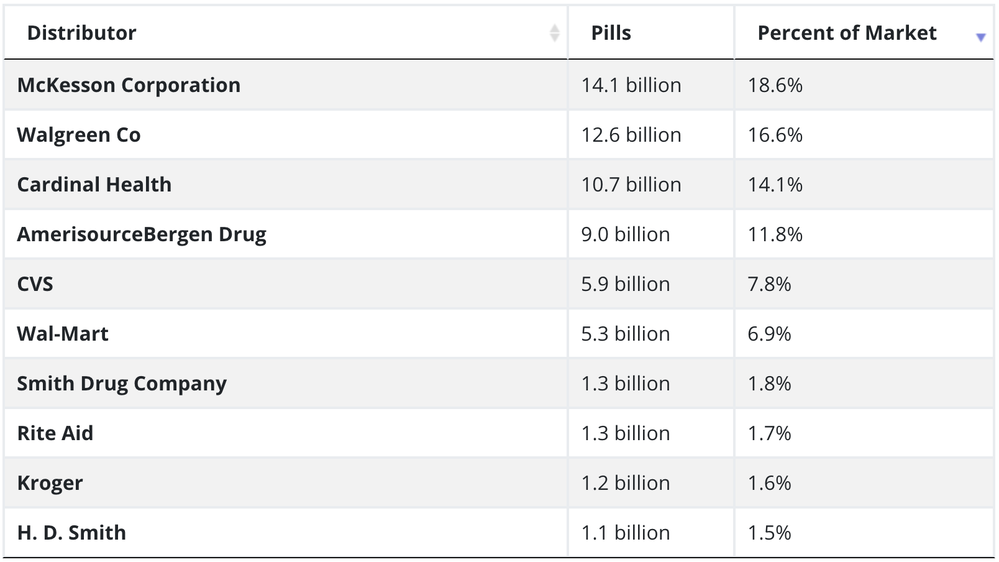 Distributor Pills Percent of Market
McKesson Corporation 14.1 billion 18.6%
Walgreen Co 12.6 billion 16.6%
Cardinal Health 10.7 billion 14.1%
AmerisourceBergen Drug 9.0 billion 11.8%
CVS 5.9 billion 7.8%
Wal-Mart 5.3 billion 6.9%
Smith Drug Company 1.3 billion 1.8%
Rite Aid 1.3 billion 1.7%
Kroger 1.2 billion 1.6%
H. D. Smith 1.1 billion 1.5%